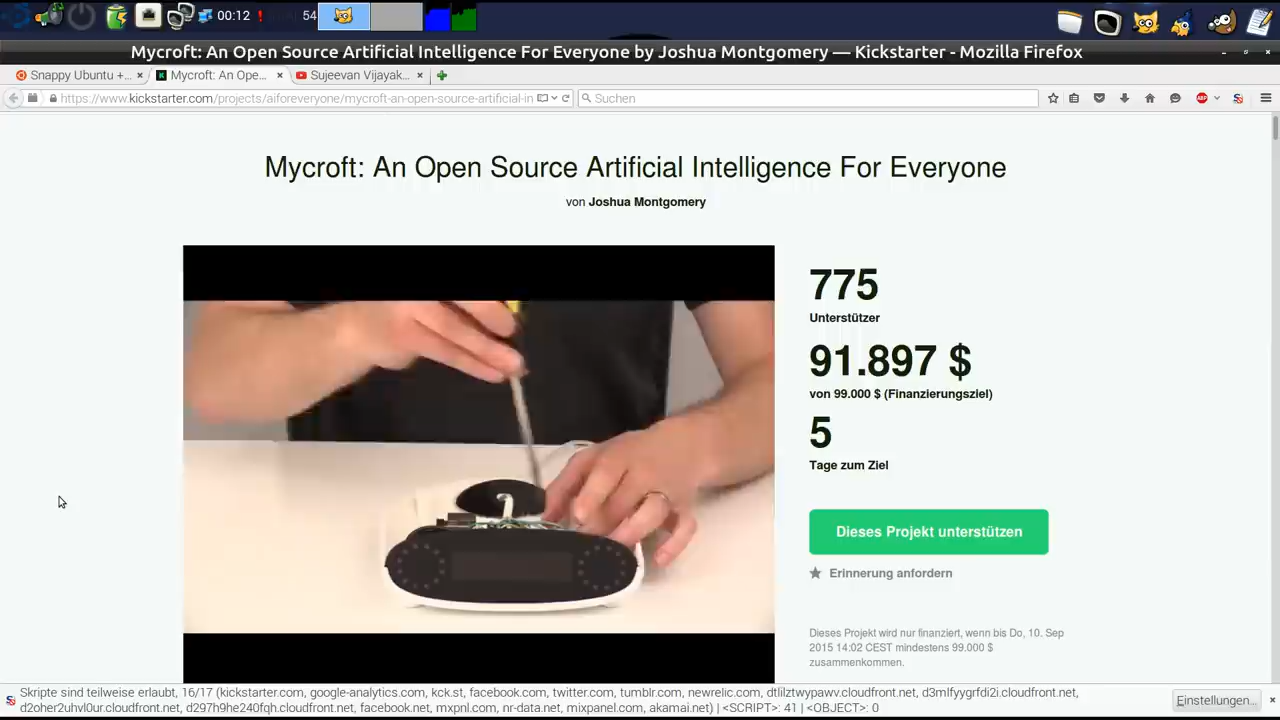 00:12
54
Mycroft: An Open Source Artificial Intelligence For Everyone by Joshua Montgomery — Kickstarter - Mozilla Firefox
Snappy Ubuntu +...
Mycroft: An Ope...
Sujeevan Vijayak...
https://www.kickstarter.com/projects/aiforeveryone/mycroft-an-open-source-artificial-in
Suchen
Mycroft: An Open Source Artificial Intelligence For Everyone
von Joshua Montgomery
775
Unterstützer
91.897 $
von 99.000 $ (Finanzierungsziel)
5
Tage zum Ziel
Dieses Projekt unterstützen
Erinnerung anfordern
Dieses Projekt wird nur finanziert, wenn bis Do, 10. Sep
2015 14:02 CEST mindestens 99.000 $
zusammenkommen.
Skripte sind teilweise erlaubt, 16/17 (kickstarter.com, google-analytics.com, kck.st, facebook.com, twitter.com, tumblr.com, newrelic.com, dtlilztwypawv.cloudfront.net, d3mlfyygrfdi2i.cloudfront.net,
d2oher2uhvl0ur.cloudfront.net, d297h9he240fqh.cloudfront.net, facebook.net, mxpnl.com, nr-data.net, mixpanel.com, akamai.net) | <SCRIPT>: 41 | <OBJECT>: 0
Einstellungen...